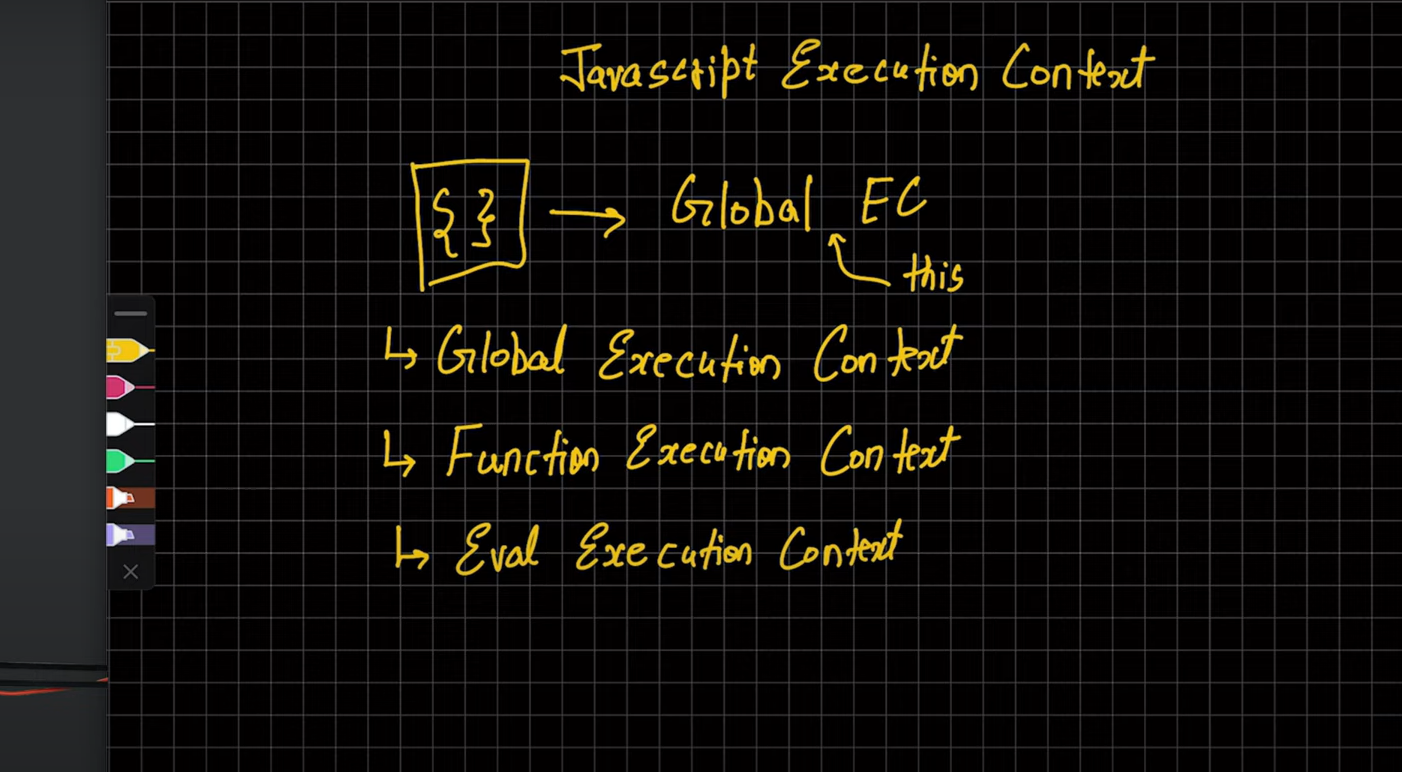 Javascript Execution Context
{ } → Global EC
this
↳ Global Execution Context
↳ Function Execution Context
↳ Eval Execution Context